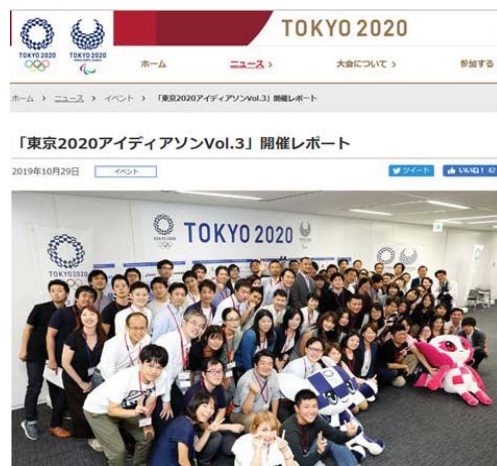 TOKYO 2020
TOKYO 2020
TOKYO 2020
ホーム
ニュース >
大会について >
参加する
ホーム > ニュース > イベント > 「東京2020アイディアソンVol.3」開催レポート
「東京2020アイディアソンVol.3」開催レポート
2019年10月29日
イベント
ツイート
いいね！ 47
TOKYO 2020
TOKYO 2020